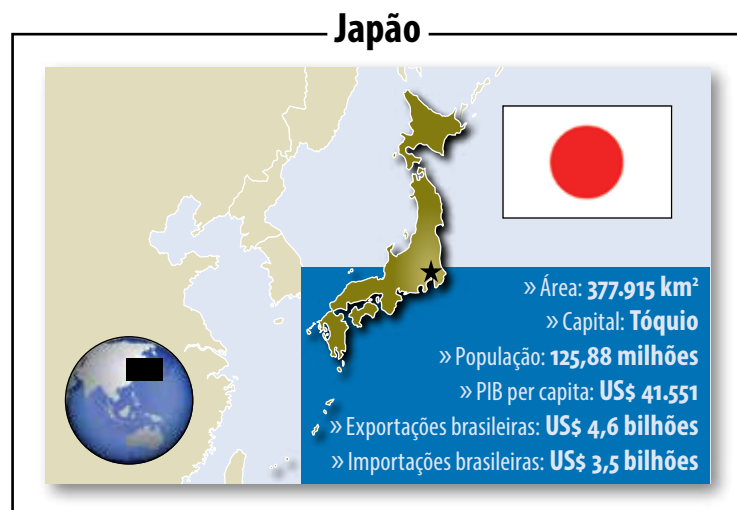 Japão
» Área: 377.915 km²
» Capital: Tóquio
» População: 125,88 milhões
» PIB per capita: US$ 41.551
» Exportações brasileiras: US$ 4,6 bilhões
» Importações brasileiras: US$ 3,5 bilhões